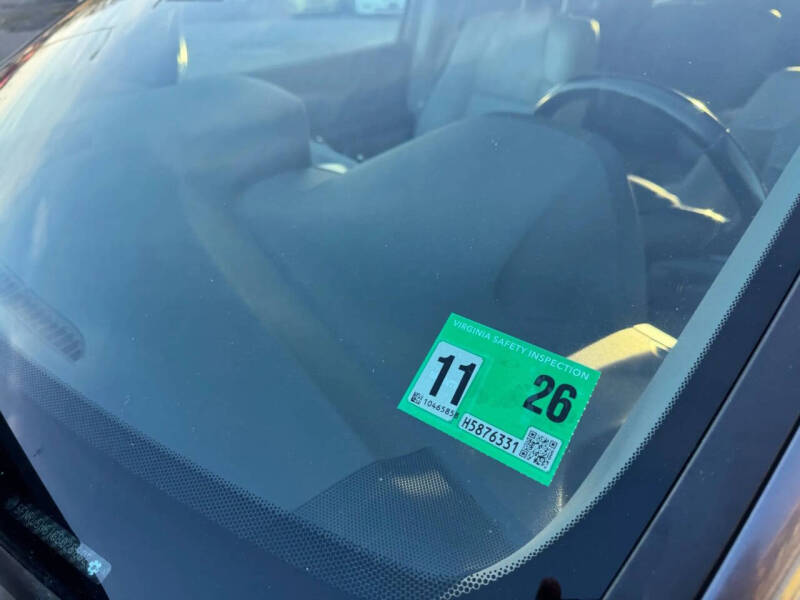 VIRGINIA SAFETY INSPECTION
11 26
1046585
H5876331